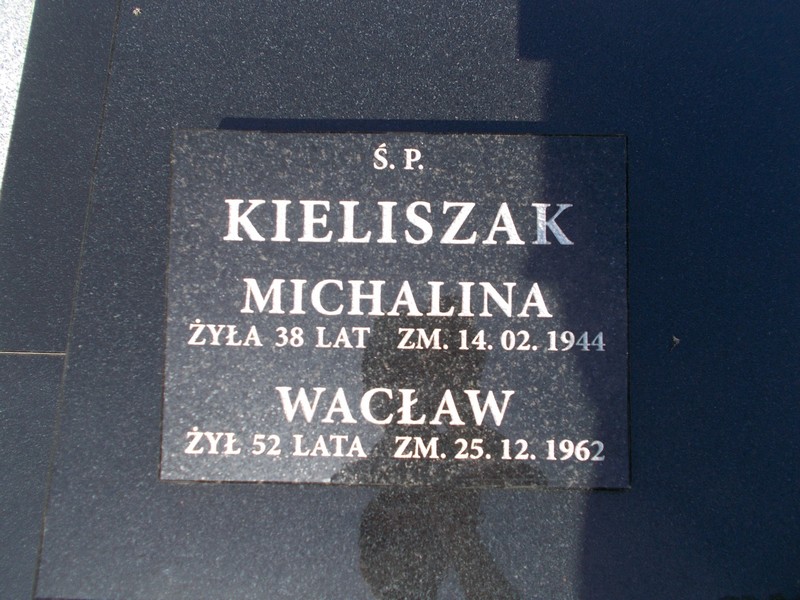 Ś. P.
KIELISZAK
MICHALINA
ŻYŁA 38 LAT ZM. 14. 02. 1944
WACŁAW
ŻYŁ 52 LATA ZM. 25. 12. 1962